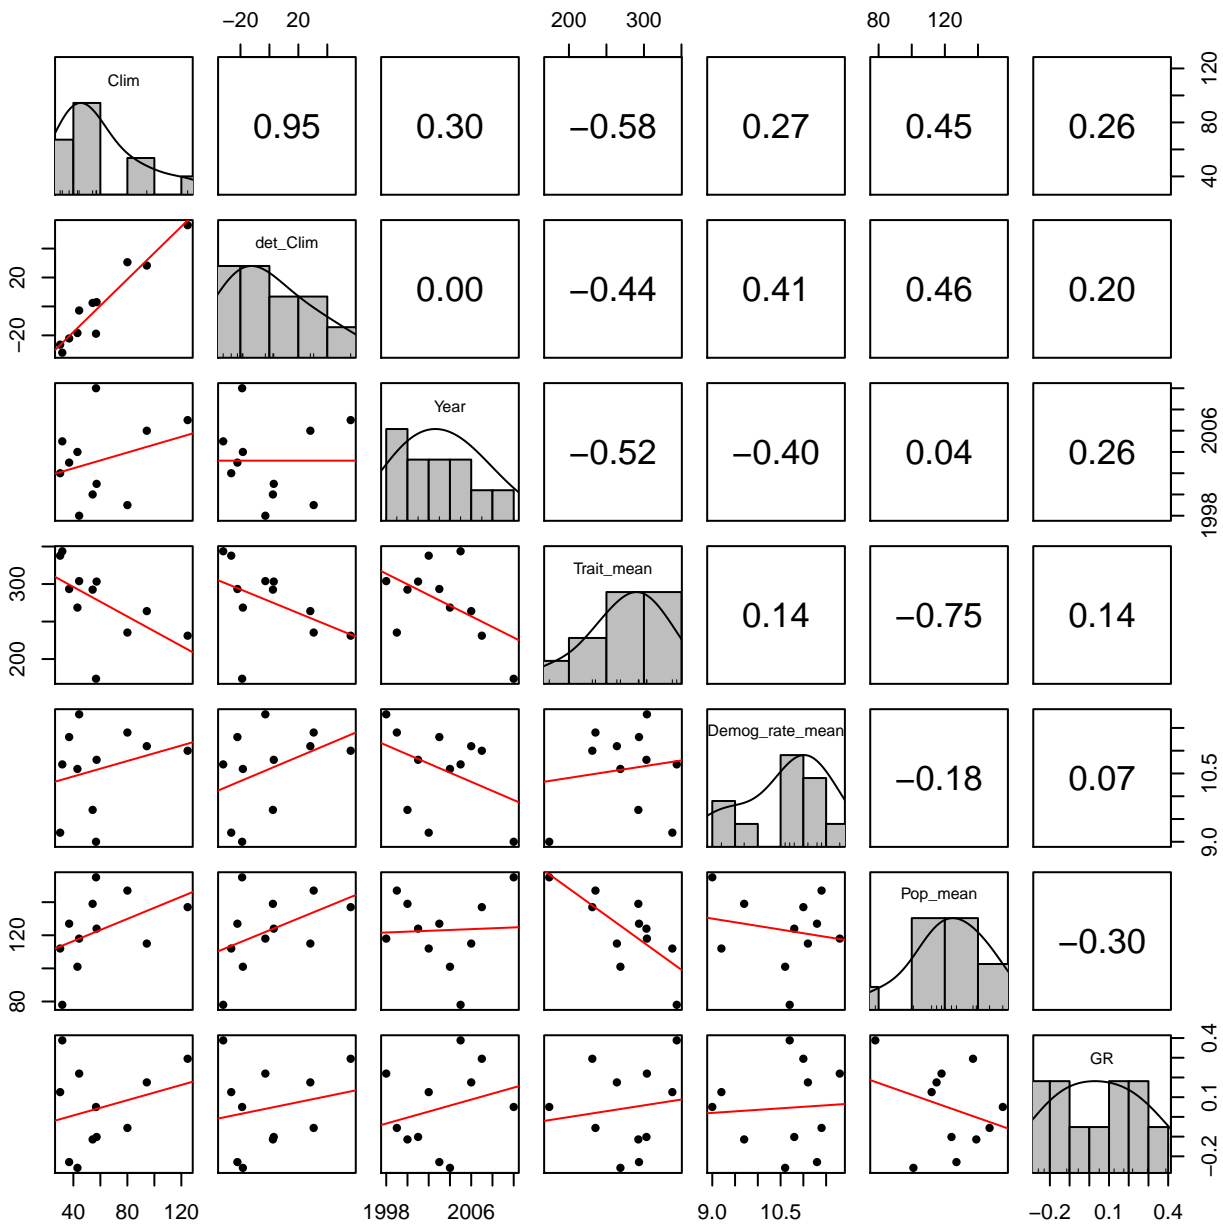 −20 20 200 300 80 120
Clim 0.95 0.30 −0.58 0.27 0.45 0.26 40 80 120
−20 20 det_Clim 0.00 −0.44 0.41 0.46 0.20
Year −0.52 −0.40 0.04 0.26 1998 2006
200 300 Trait_mean 0.14 −0.75 0.14
Demog_rate_mean −0.18 0.07 9.0 10.5
80 120 Pop_mean −0.30
GR −0.2 0.1 0.4
40 80 120 1998 2006 9.0 10.5 −0.2 0.1 0.4